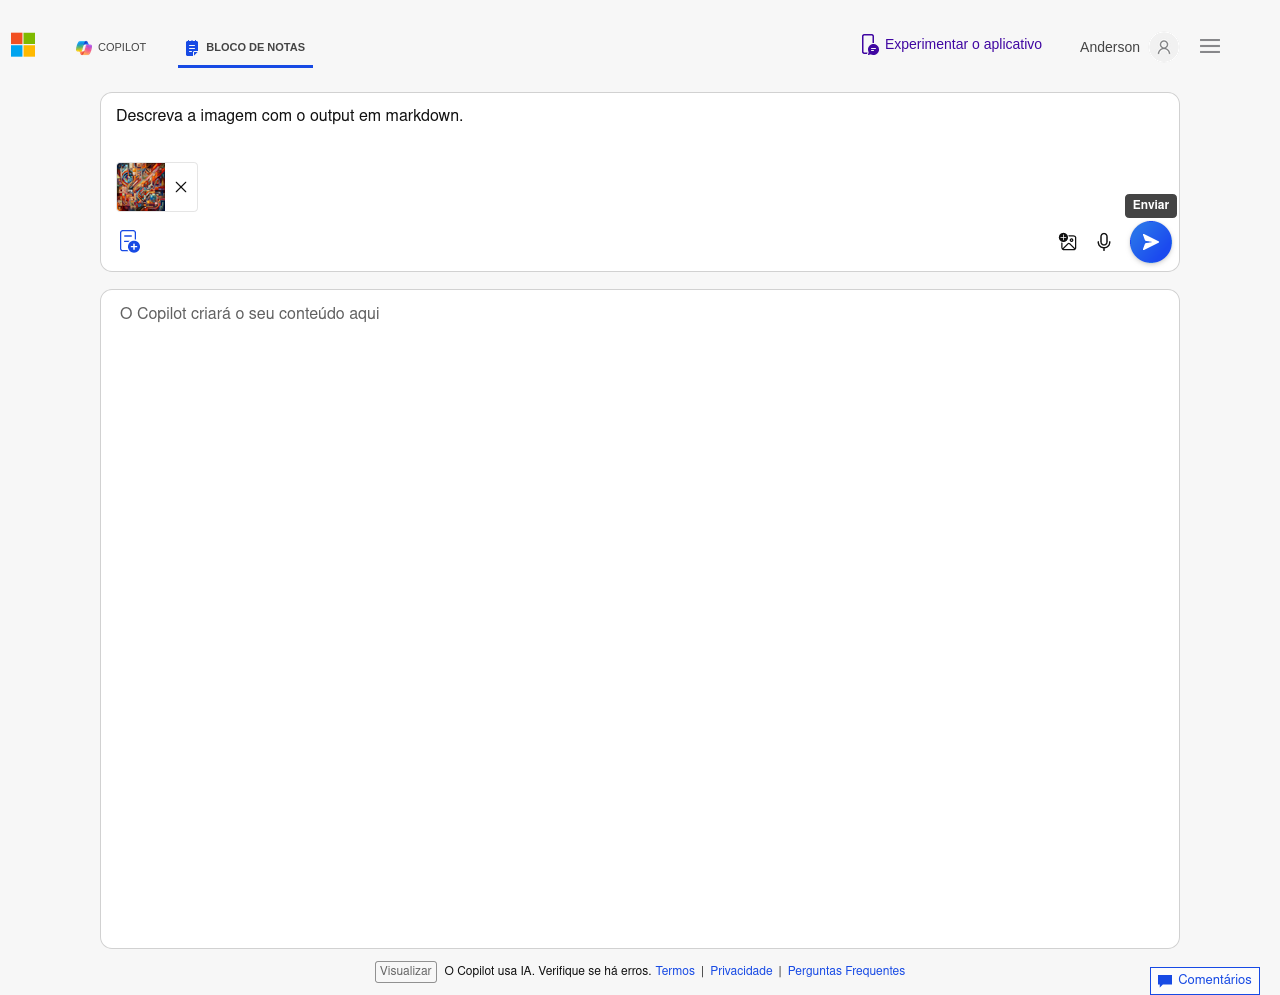 COPILOT
BLOCO DE NOTAS
Experimentar o aplicativo
Anderson
Descreva a imagem com o output em markdown.
Enviar
O Copilot criará o seu conteúdo aqui
Visualizar O Copilot usa IA. Verifique se há erros. Termos | Privacidade | Perguntas Frequentes
Comentários